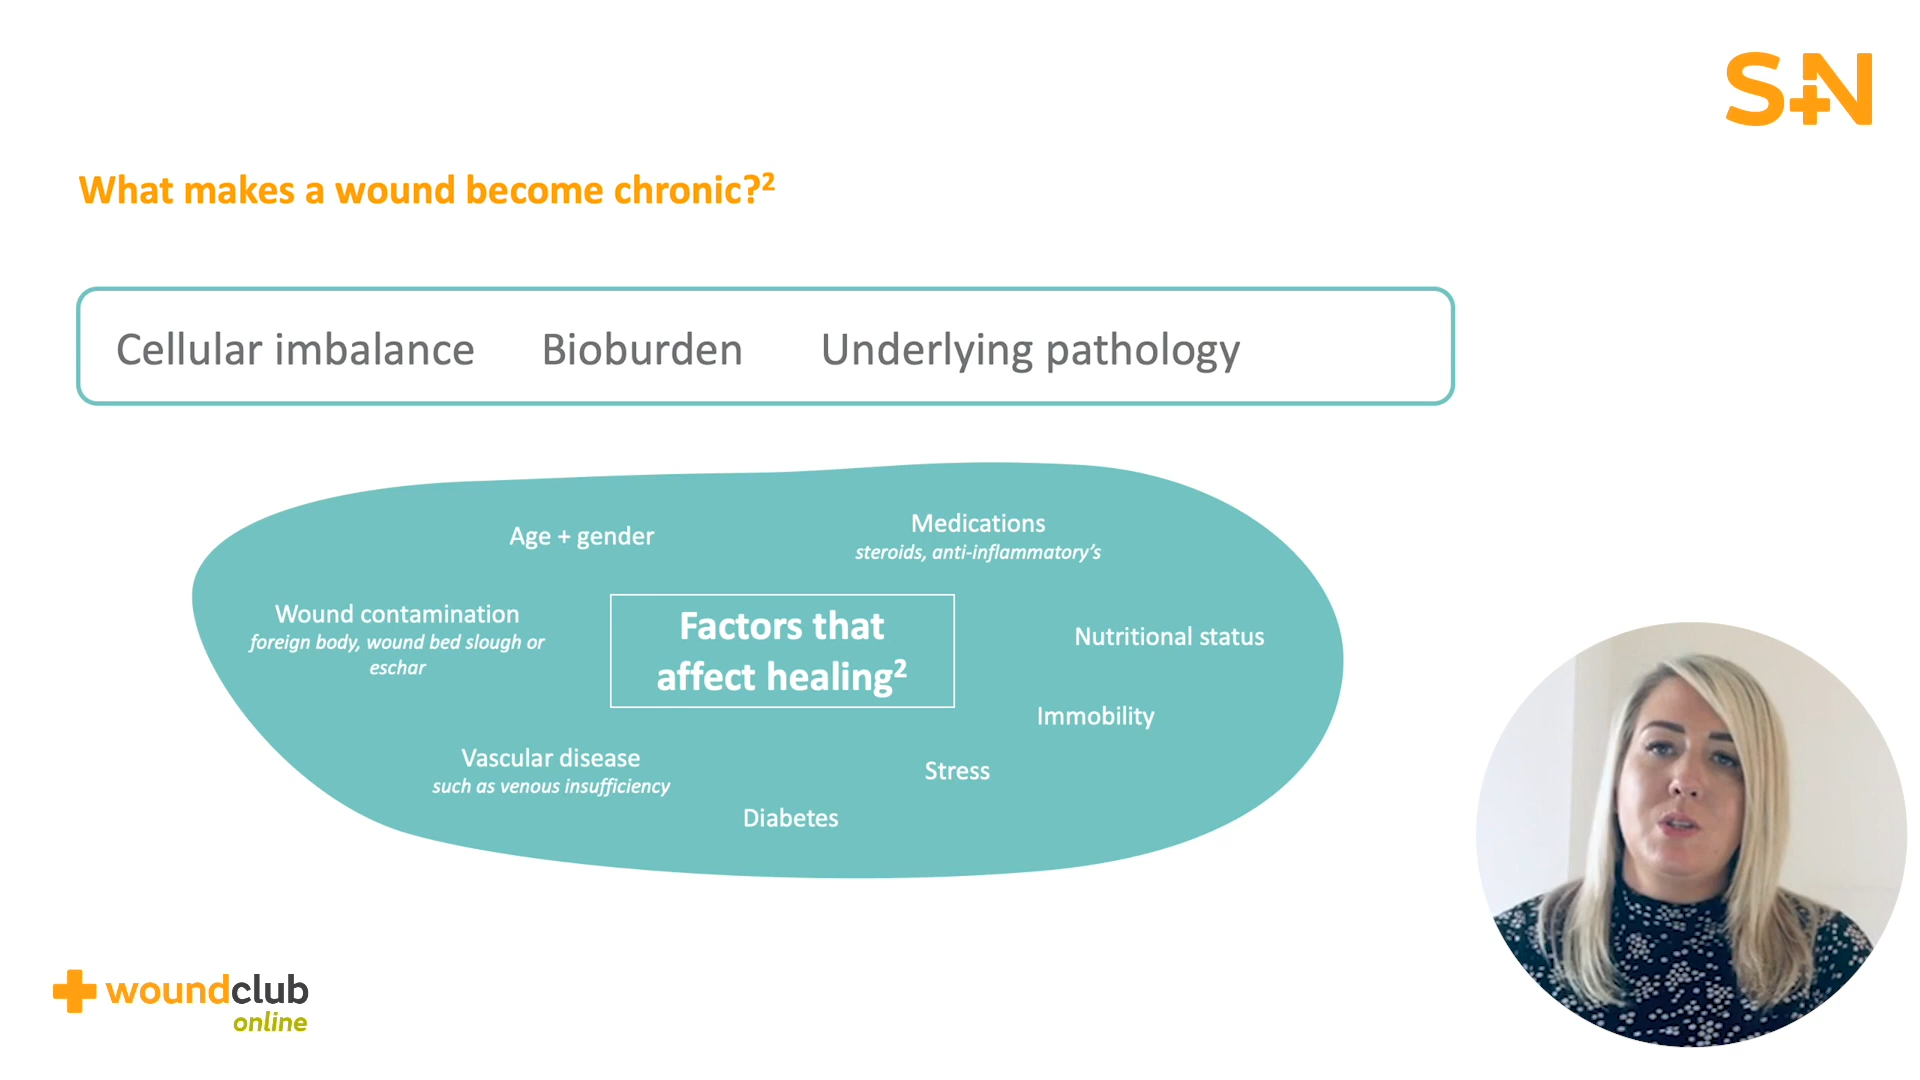 S+N
What makes a wound become chronic?²
Cellular imbalance Bioburden Underlying pathology
Age + gender
Medications
steroids, anti-inflammatory’s
Wound contamination
foreign body, wound bed slough or
eschar
Factors that
affect healing²
Nutritional status
Immobility
Vascular disease
such as venous insufficiency
Stress
Diabetes
woundclub
online